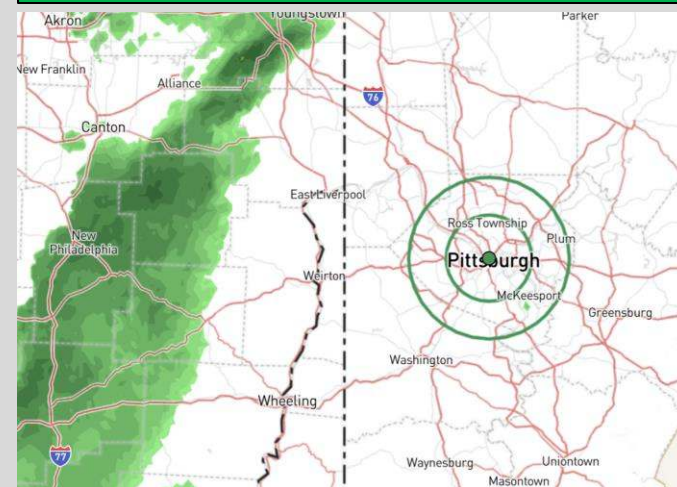 Akron
Youngstown
Parker
New Franklin
Alliance
76
Canton
East Liverpool
Ross Township
New
Philadelphia
Plum
Pittsburgh
Weirton
McKeesport
Greensburg
Washington
Wheeling
77
Waynesburg
Uniontown
Masontown